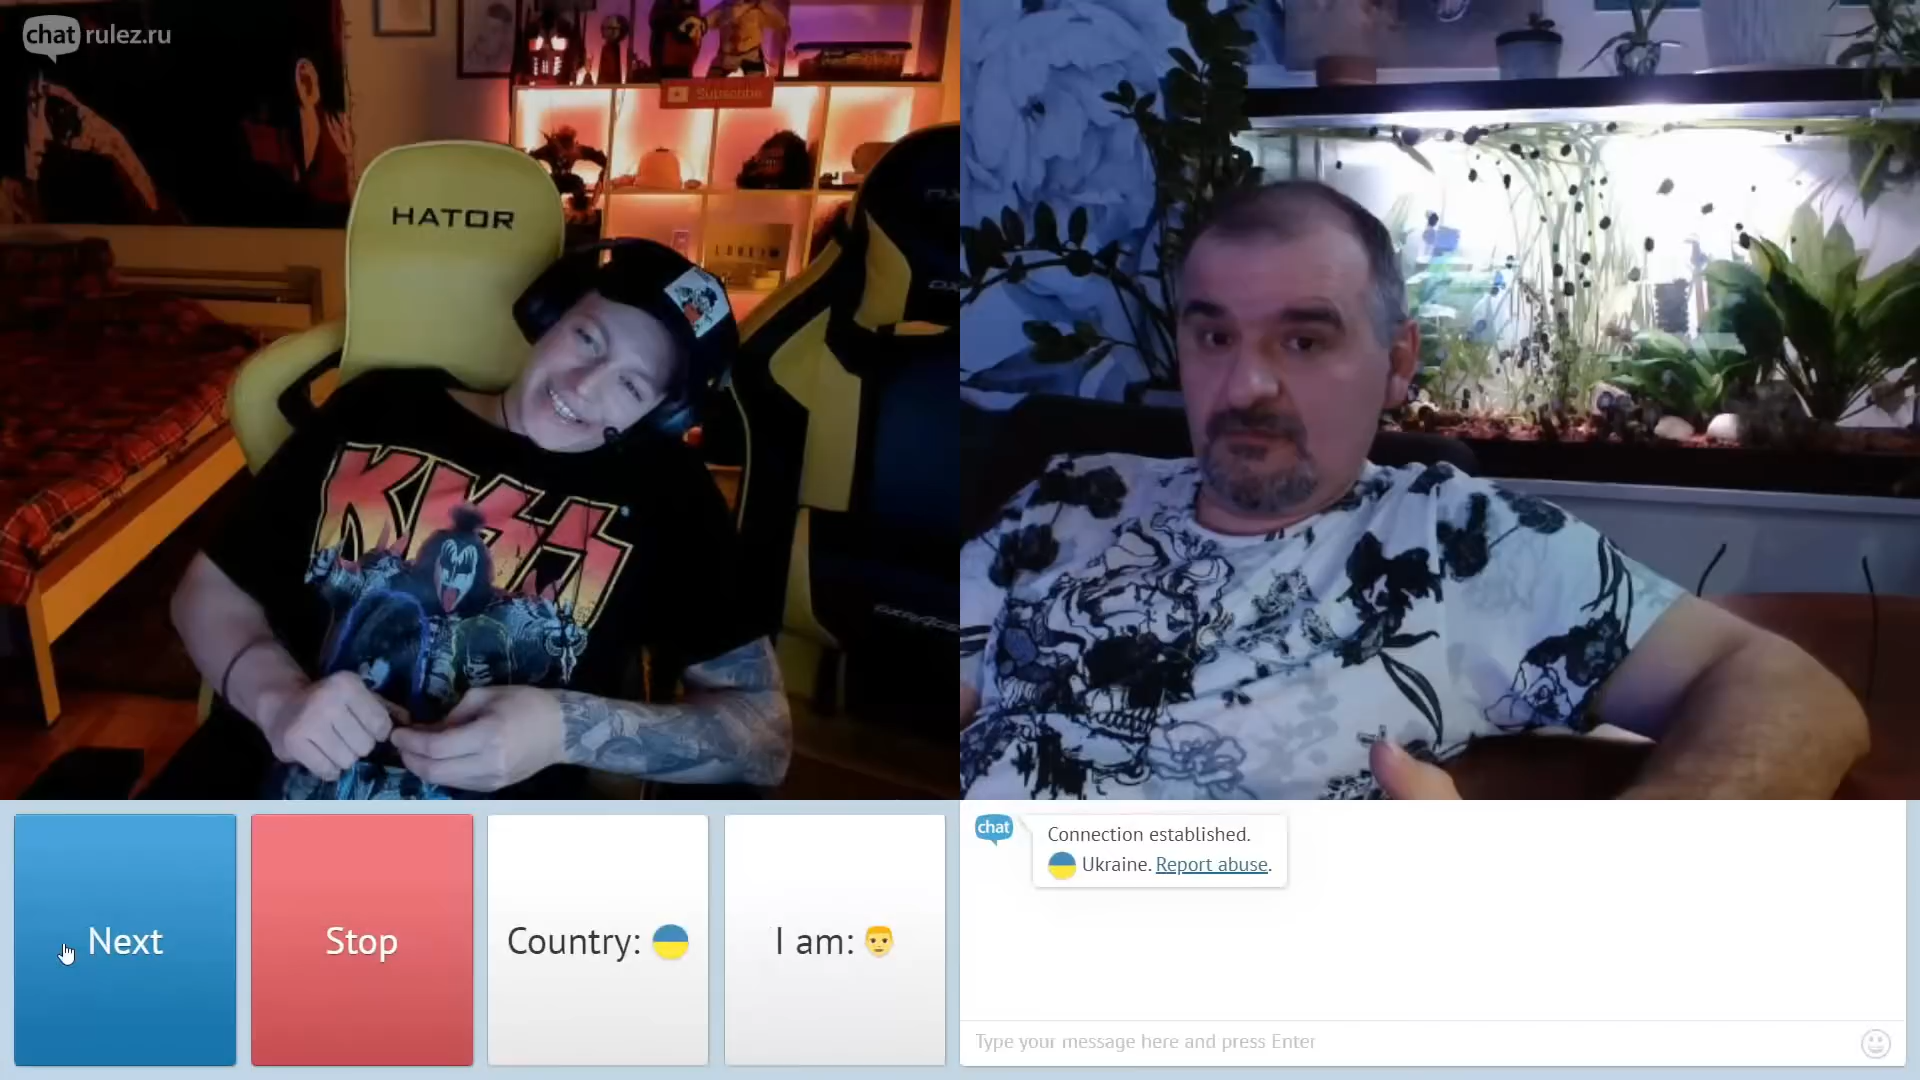 chat rulez.ru
Subscribe
HATOR
KISS
Next
Stop
Country:
I am:
chat
Connection established.
Ukraine. Report abuse.
Type your message here and press Enter